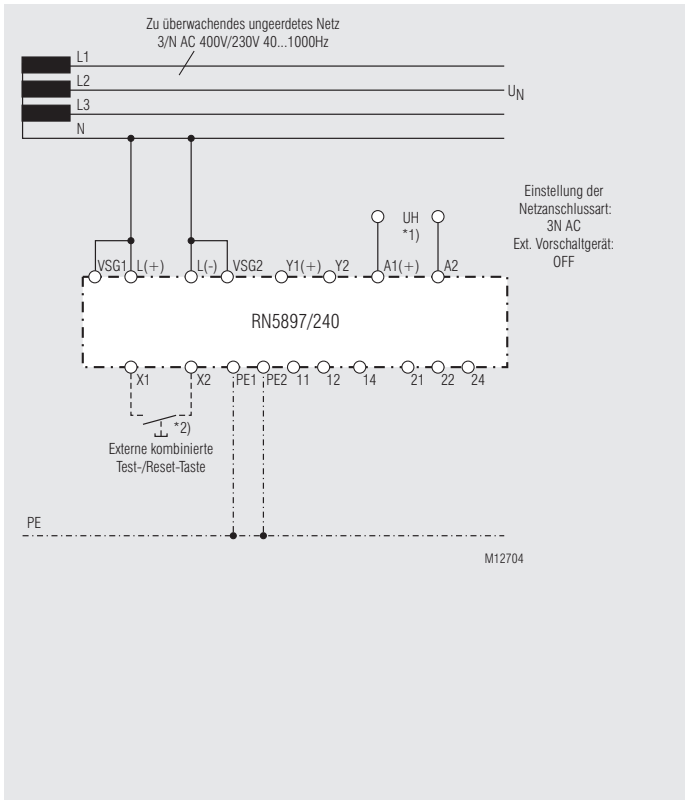 Zu überwachendes ungeerdetes Netz
3/N AC 400V/230V 40...1000Hz
L1
L2
L3
N
UN
Einstellung der
Netzanschlussart:
3N AC
Ext. Vorschaltgerät:
OFF
UH
*1)
VSG1 L(+) L(-) VSG2 Y1(+) Y2 A1(+) A2
RN5897/240
X1 X2 PE1 PE2 11 12 14 21 22 24
*2)
Externe kombinierte
Test-/Reset-Taste
PE
M12704